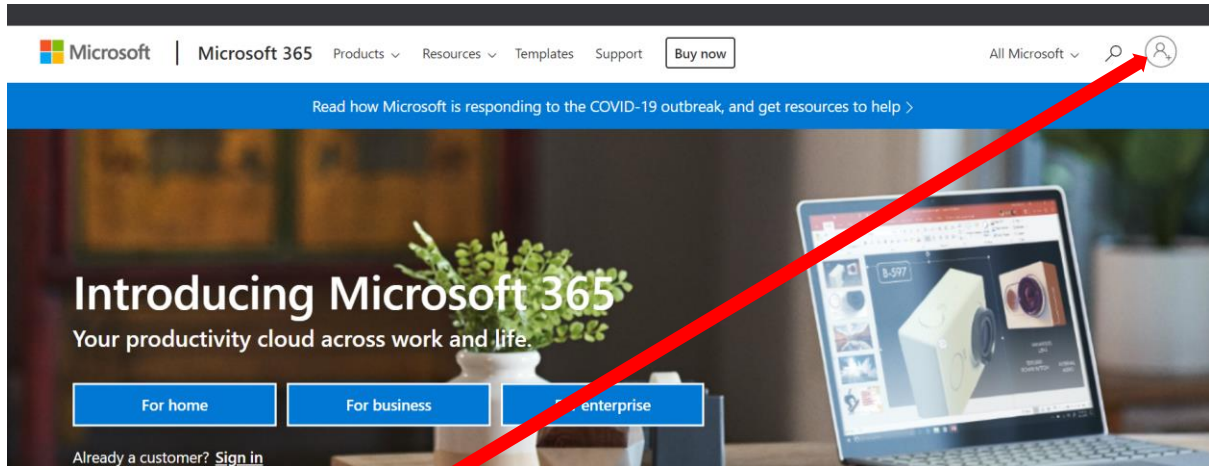 Microsoft | Microsoft 365 Products Resources Templates Support Buy now All Microsoft
Read how Microsoft is responding to the COVID-19 outbreak, and get resources to help >
Introducing Microsoft 365
Your productivity cloud across work and life.
For home For business For enterprise
Already a customer? Sign in
B-597